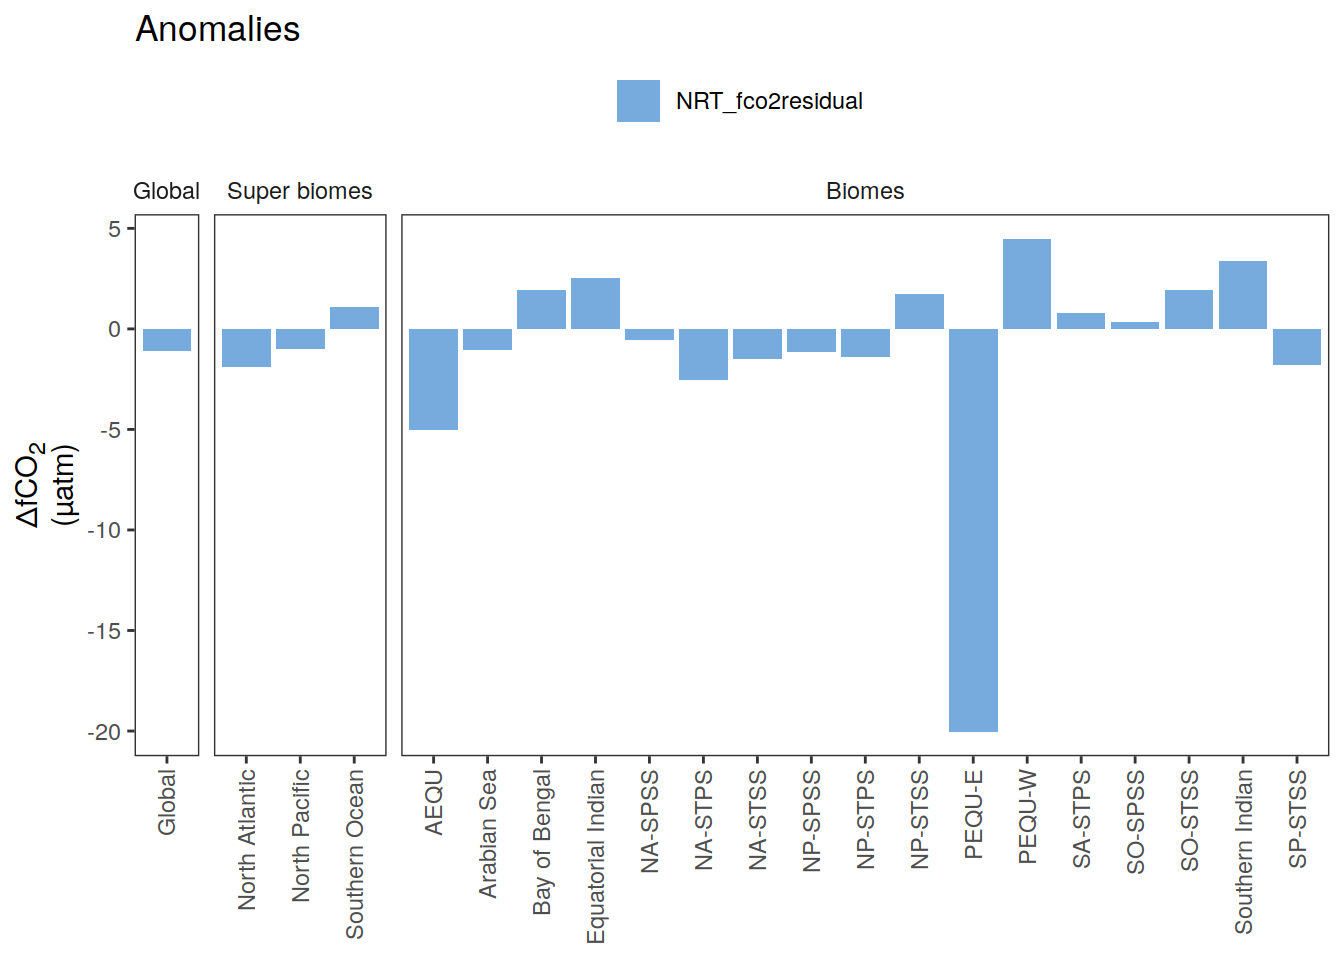 Anomalies
NRT_fco2residual
Global
Super biomes
Biomes
5
0
-5
-10
-15
-20
ΔfCO₂
(µatm)
Global
North Atlantic
North Pacific
Southern Ocean
AEQU
Arabian Sea
Bay of Bengal
Equatorial Indian
NA-SPSS
NA-STPS
NA-STSS
NP-SPSS
NP-STPS
NP-STSS
PEQU-E
PEQU-W
SA-STPS
SO-SPSS
SO-STSS
Southern Indian
SP-STSS